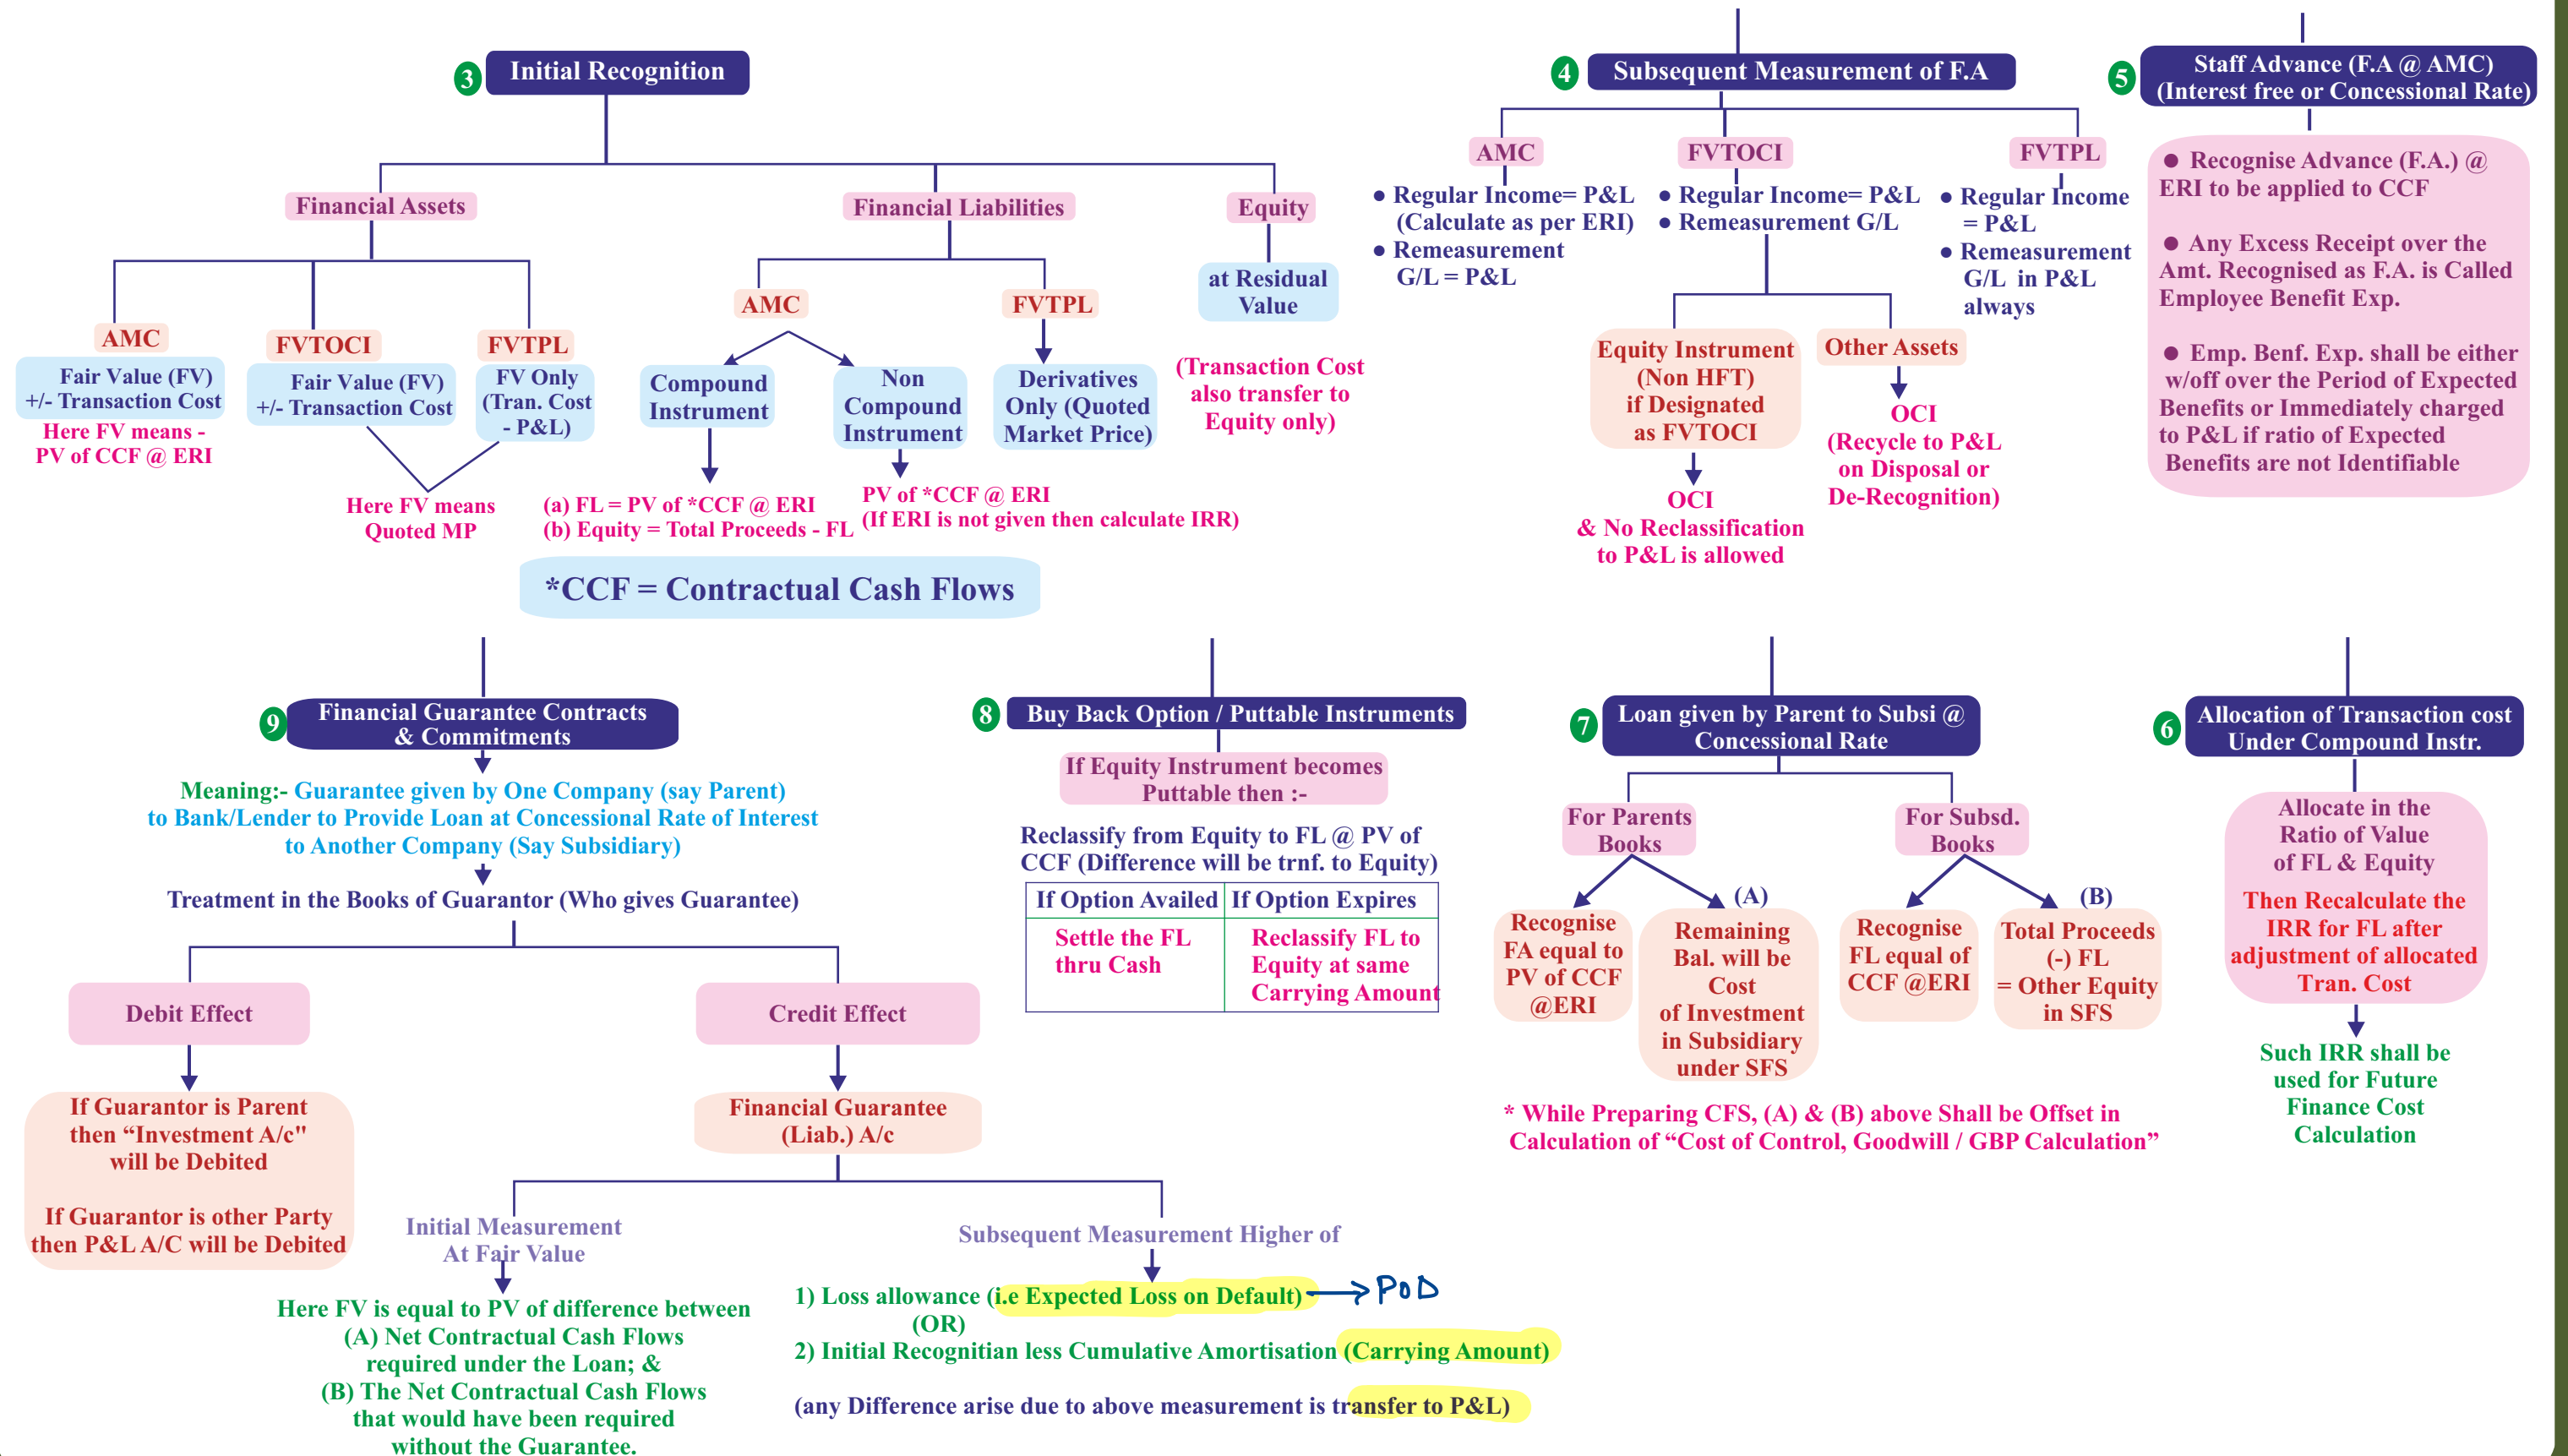 3
Initial Recognition
Financial Assets
AMC
Fair Value (FV)
+/- Transaction Cost
Here FV means -
PV of CCF @ ERI
FVTOCI
Fair Value (FV)
+/- Transaction Cost
FVTPL
FV Only
(Tran. Cost
- P&L)
Here FV means
Quoted MP
Financial Liabilities
AMC
Compound
Instrument
(a) FL = PV of *CCF @ ERI
(b) Equity = Total Proceeds - FL
Non
Compound
Instrument
PV of *CCF @ ERI
(If ERI is not given then calculate IRR)
FVTPL
Derivatives
Only (Quoted
Market Price)
Equity
at Residual
Value
(Transaction Cost
also transfer to
Equity only)
*CCF = Contractual Cash Flows
4
Subsequent Measurement of F.A
AMC
● Regular Income= P&L
(Calculate as per ERI)
● Remeasurement
G/L = P&L
FVTOCI
● Regular Income= P&L
● Remeasurement G/L
Equity Instrument
(Non HFT)
if Designated
as FVTOCI
OCI
& No Reclassification
to P&L is allowed
Other Assets
OCI
(Recycle to P&L
on Disposal or
De-Recognition)
FVTPL
● Regular Income
= P&L
● Remeasurement
G/L in P&L
always
5
Staff Advance (F.A @ AMC)
(Interest free or Concessional Rate)
● Recognise Advance (F.A.) @
ERI to be applied to CCF
● Any Excess Receipt over the
Amt. Recognised as F.A. is Called
Employee Benefit Exp.
● Emp. Benf. Exp. shall be either
w/off over the Period of Expected
Benefits or Immediately charged
to P&L if ratio of Expected
Benefits are not Identifiable
9
Financial Guarantee Contracts
& Commitments
Meaning:- Guarantee given by One Company (say Parent)
to Bank/Lender to Provide Loan at Concessional Rate of Interest
to Another Company (Say Subsidiary)
Treatment in the Books of Guarantor (Who gives Guarantee)
Debit Effect
If Guarantor is Parent
then “Investment A/c"
will be Debited
If Guarantor is other Party
then P&L A/C will be Debited
Credit Effect
Financial Guarantee
(Liab.) A/c
Initial Measurement
At Fair Value
Here FV is equal to PV of difference between
(A) Net Contractual Cash Flows
required under the Loan; &
(B) The Net Contractual Cash Flows
that would have been required
without the Guarantee.
Subsequent Measurement Higher of
1) Loss allowance (i.e Expected Loss on Default) → POD
(OR)
2) Initial Recognitian less Cumulative Amortisation (Carrying Amount)
(any Difference arise due to above measurement is transfer to P&L)
8
Buy Back Option / Puttable Instruments
If Equity Instrument becomes
Puttable then :-
Reclassify from Equity to FL @ PV of
CCF (Difference will be trnf. to Equity)
If Option Availed
If Option Expires
Settle the FL
thru Cash
Reclassify FL to
Equity at same
Carrying Amount
7
Loan given by Parent to Subsi @
Concessional Rate
For Parents
Books
Recognise
FA equal to
PV of CCF
@ERI
(A)
Remaining
Bal. will be
Cost
of Investment
in Subsidiary
under SFS
For Subsd.
Books
Recognise
FL equal of
CCF @ERI
(B)
Total Proceeds
(-) FL
= Other Equity
in SFS
* While Preparing CFS, (A) & (B) above Shall be Offset in
Calculation of “Cost of Control, Goodwill / GBP Calculation”
6
Allocation of Transaction cost
Under Compound Instr.
Allocate in the
Ratio of Value
of FL & Equity
Then Recalculate the
IRR for FL after
adjustment of allocated
Tran. Cost
Such IRR shall be
used for Future
Finance Cost
Calculation